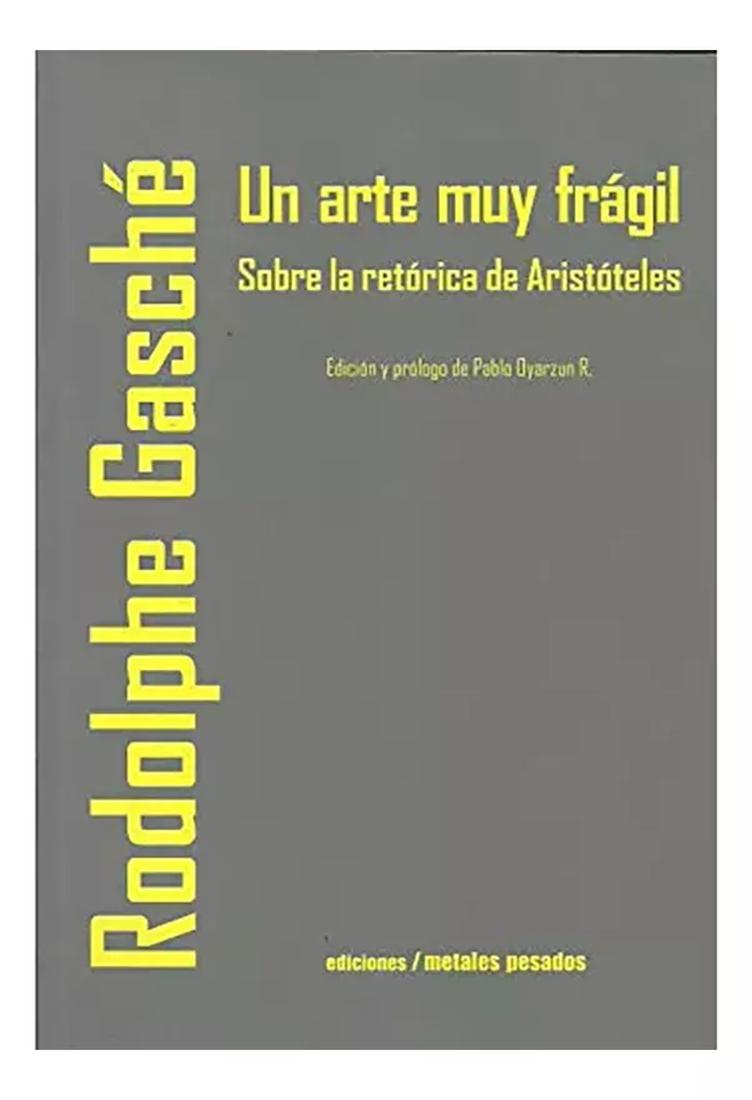 Rodolphe Gasché
Un arte muy frágil
Sobre la retórica de Aristóteles
Edición y prólogo de Pablo Oyarzun R.
ediciones / metales pesados